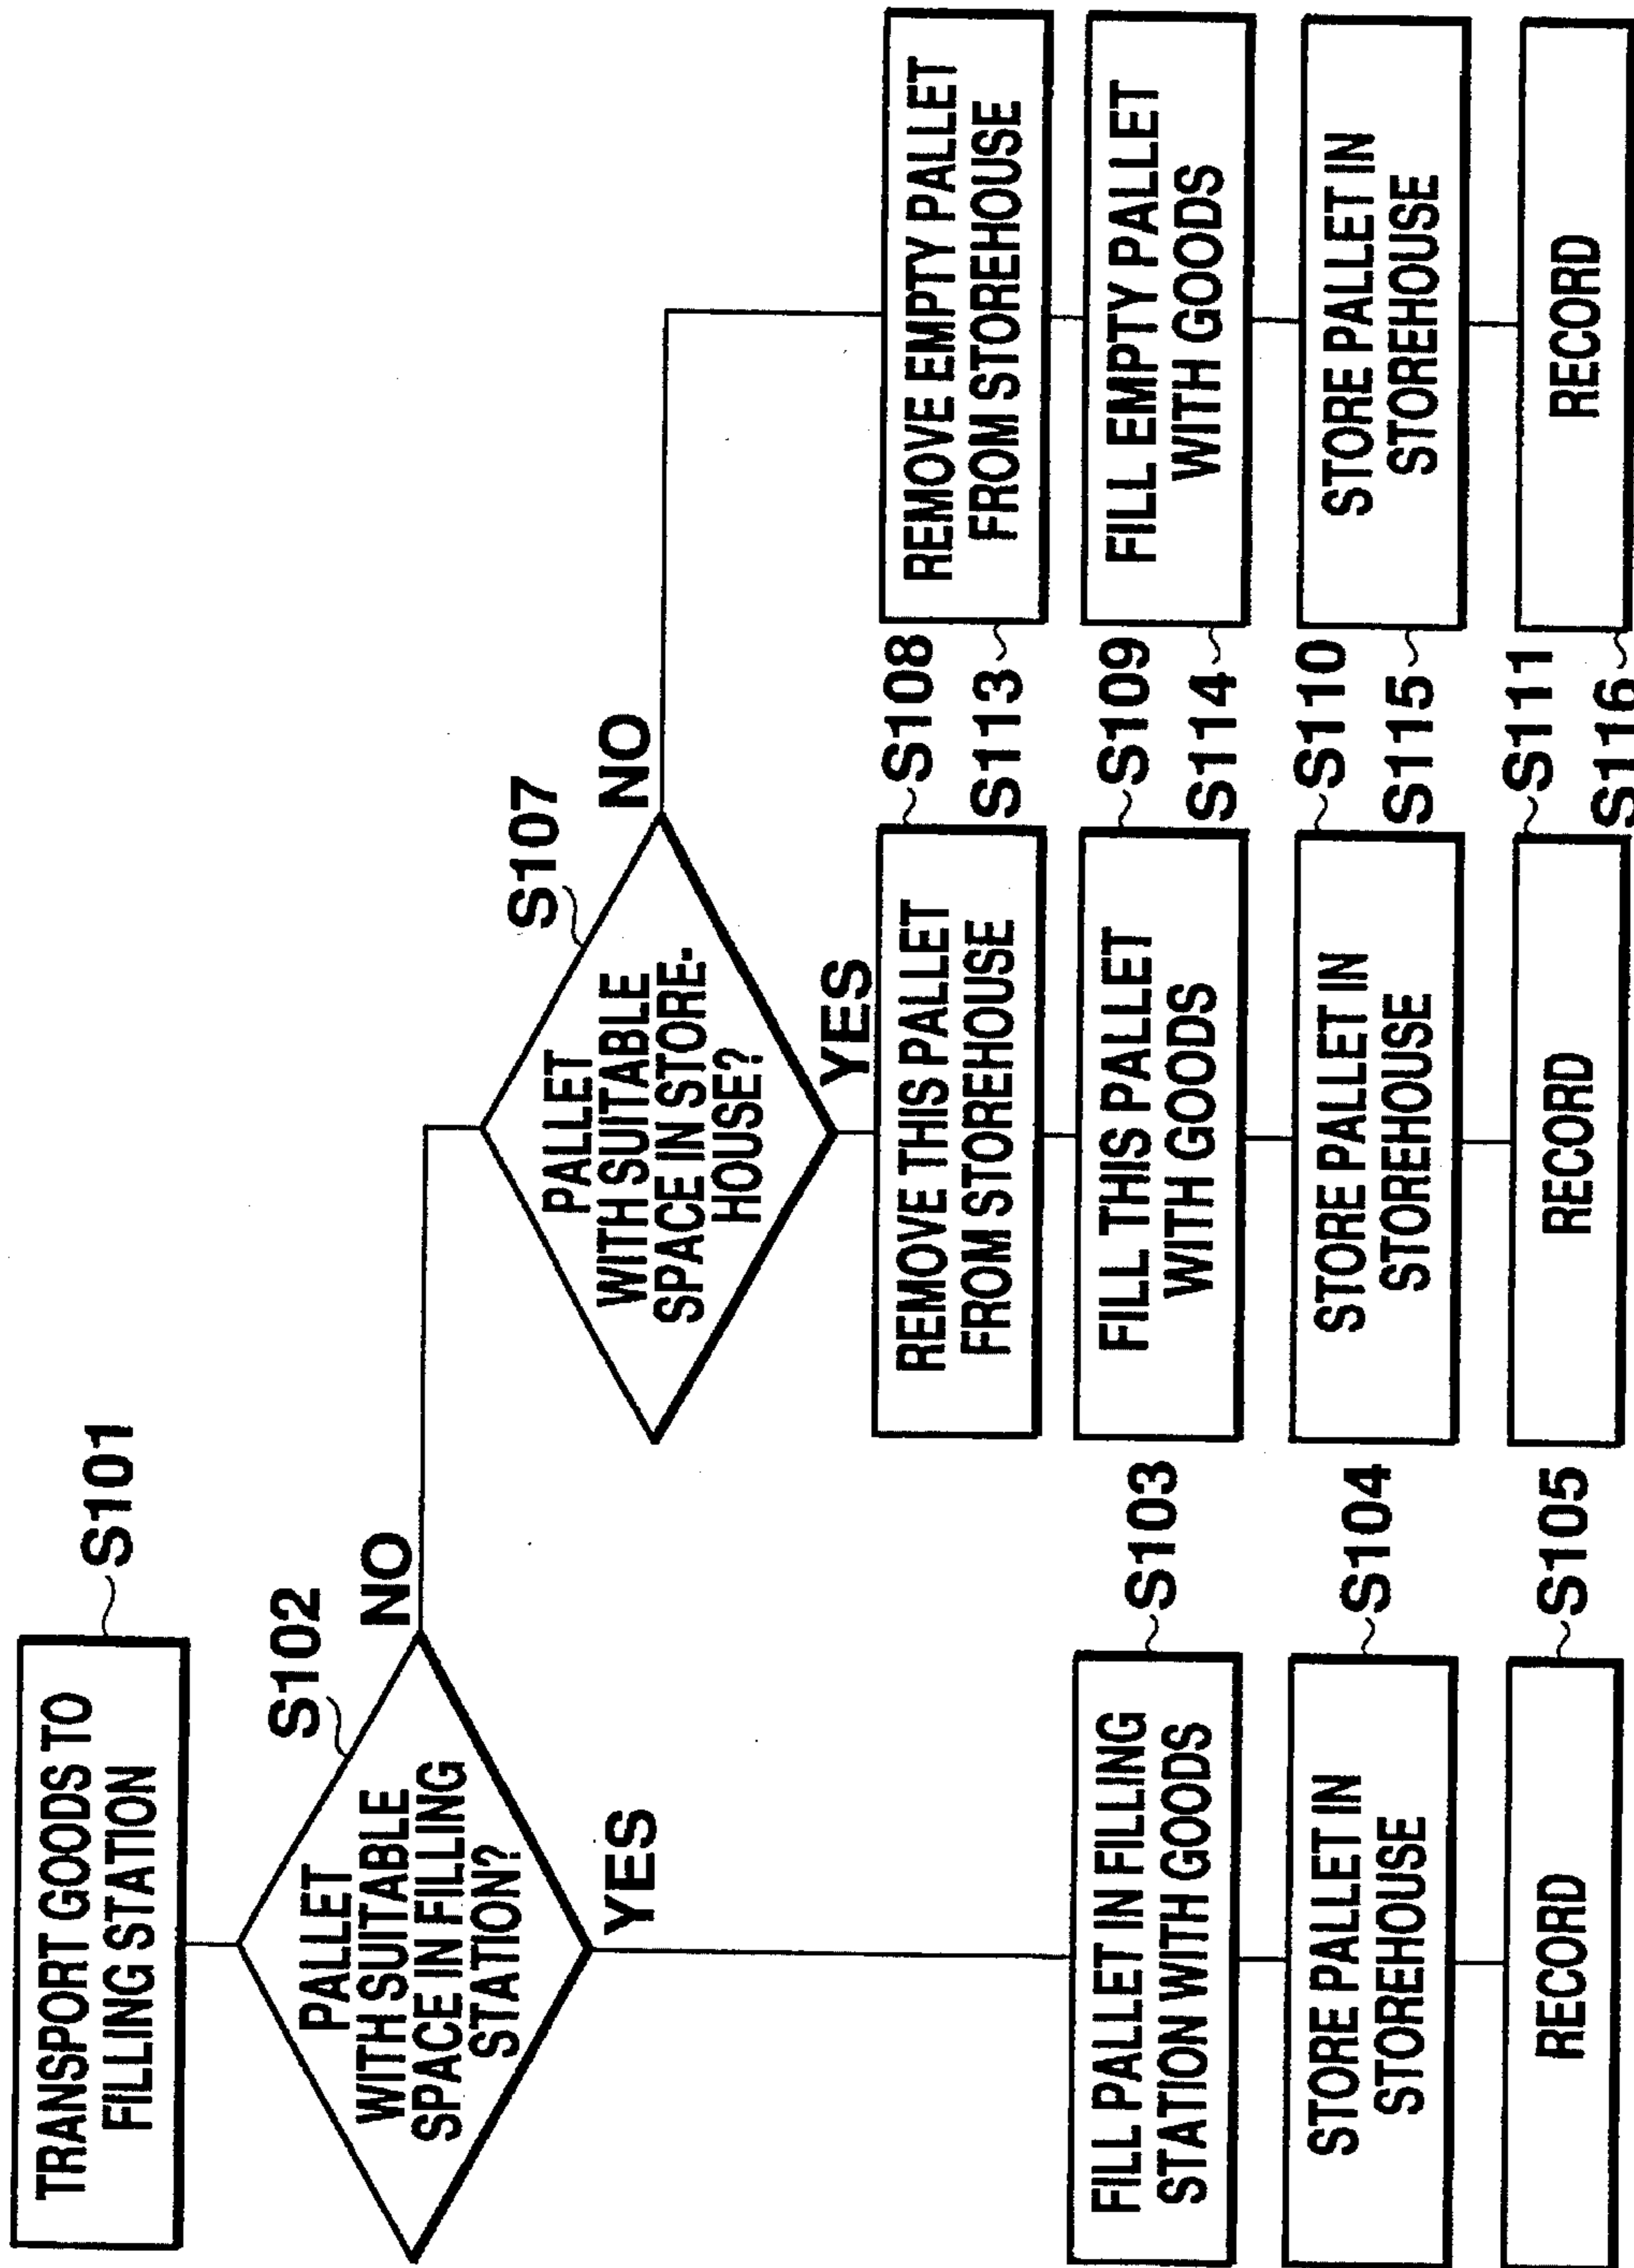 TRANSPORT GOODS TO
FILLING STATION
S101
PALLET
WITH SUITABLE
SPACE IN FILLING
STATION?
S102
NO
YES
PALLET
WITH SUITABLE
SPACE IN STORE-
HOUSE?
S107
NO
YES
FILL PALLET IN FILLING
STATION WITH GOODS
S103
STORE PALLET IN
STOREHOUSE
S104
RECORD
S105
REMOVE THIS PALLET
FROM STOREHOUSE
S108
FILL THIS PALLET
WITH GOODS
S109
STORE PALLET IN
STOREHOUSE
S110
RECORD
S111
REMOVE EMPTY PALLET
FROM STOREHOUSE
S113
FILL EMPTY PALLET
WITH GOODS
S114
STORE PALLET IN
STOREHOUSE
S115
RECORD
S116